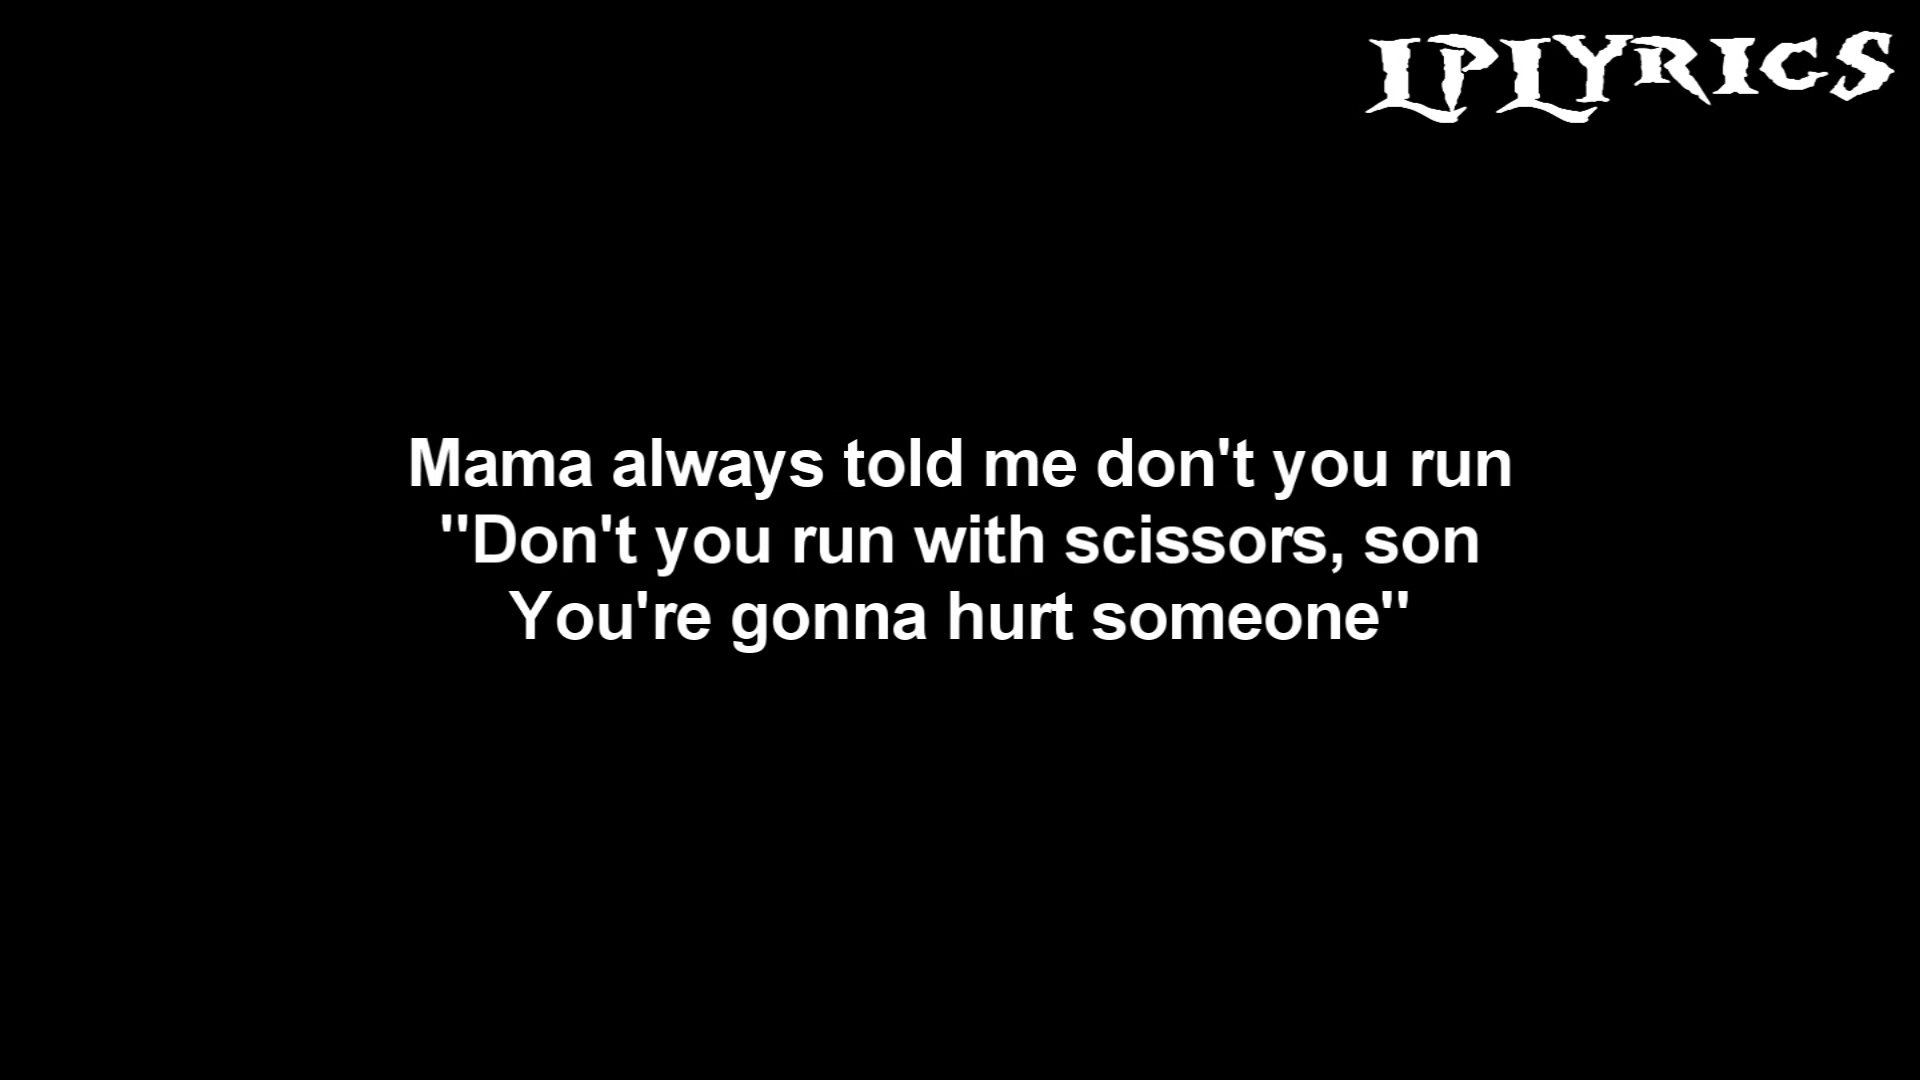 LPLYRICS
Mama always told me don't you run
"Don't you run with scissors, son
You're gonna hurt someone"